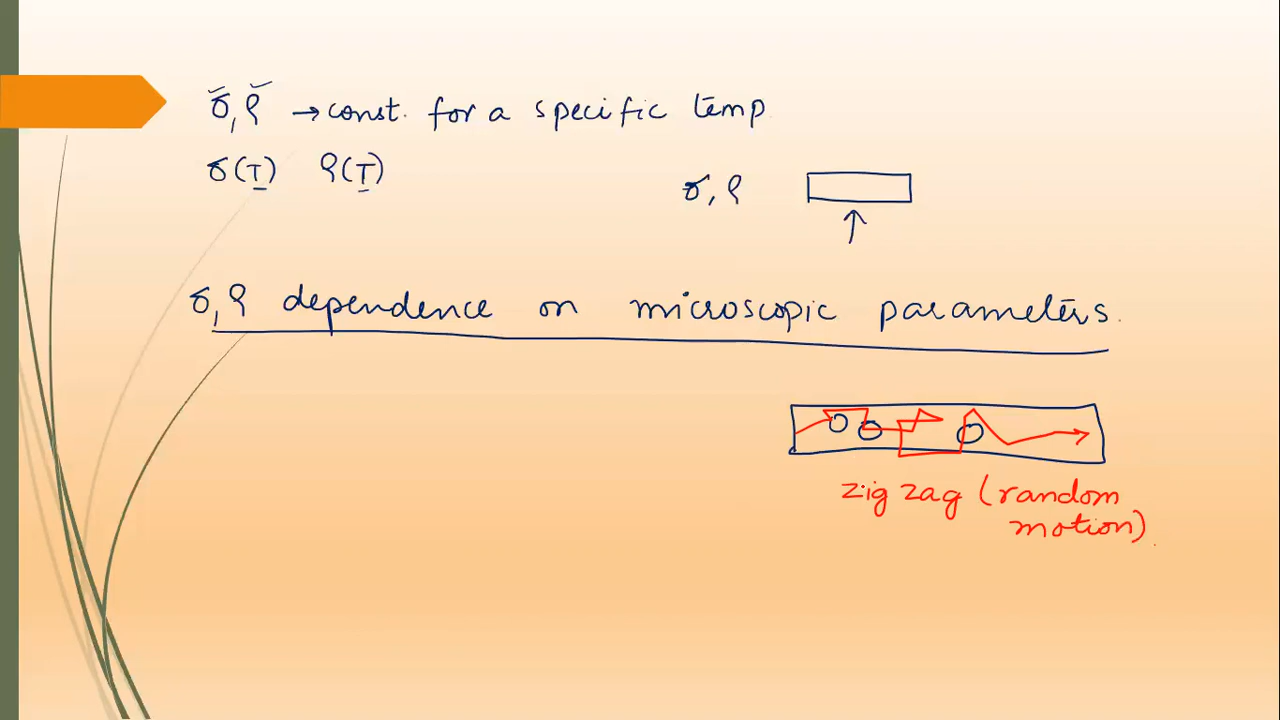 σ, ρ → const. for a specific temp.
σ(T) ρ(T)
σ, ρ
σ, ρ dependence on microscopic parameters.
zig zag (random
motion)